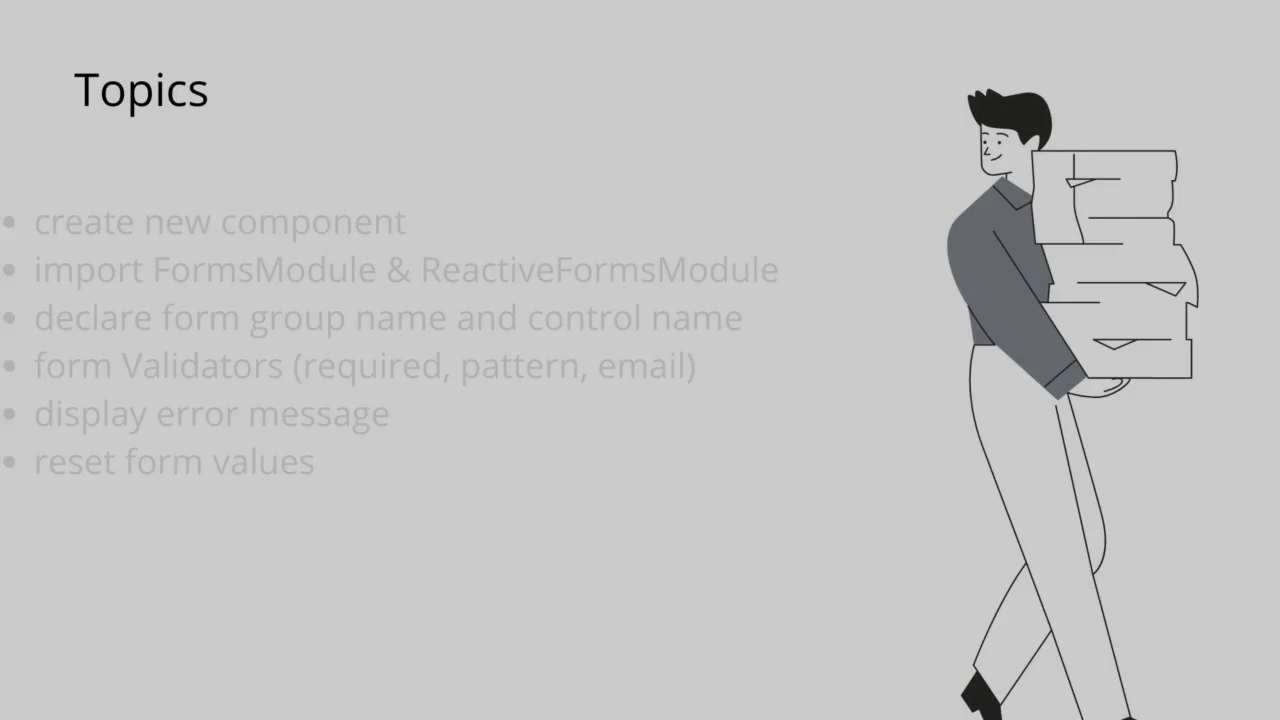 Topics
• create new component
• import FormsModule & ReactiveFormsModule
• declare form group name and control name
• form Validators (required, pattern, email)
• display error message
• reset form values